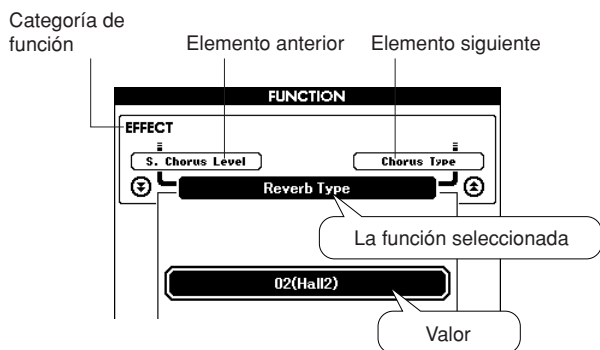 Categoría de
función
Elemento anterior
Elemento siguiente
FUNCTION
EFFECT
S. Chorus Level
Chorus Type
Reverb Type
La función seleccionada
02(Hall2)
Valor